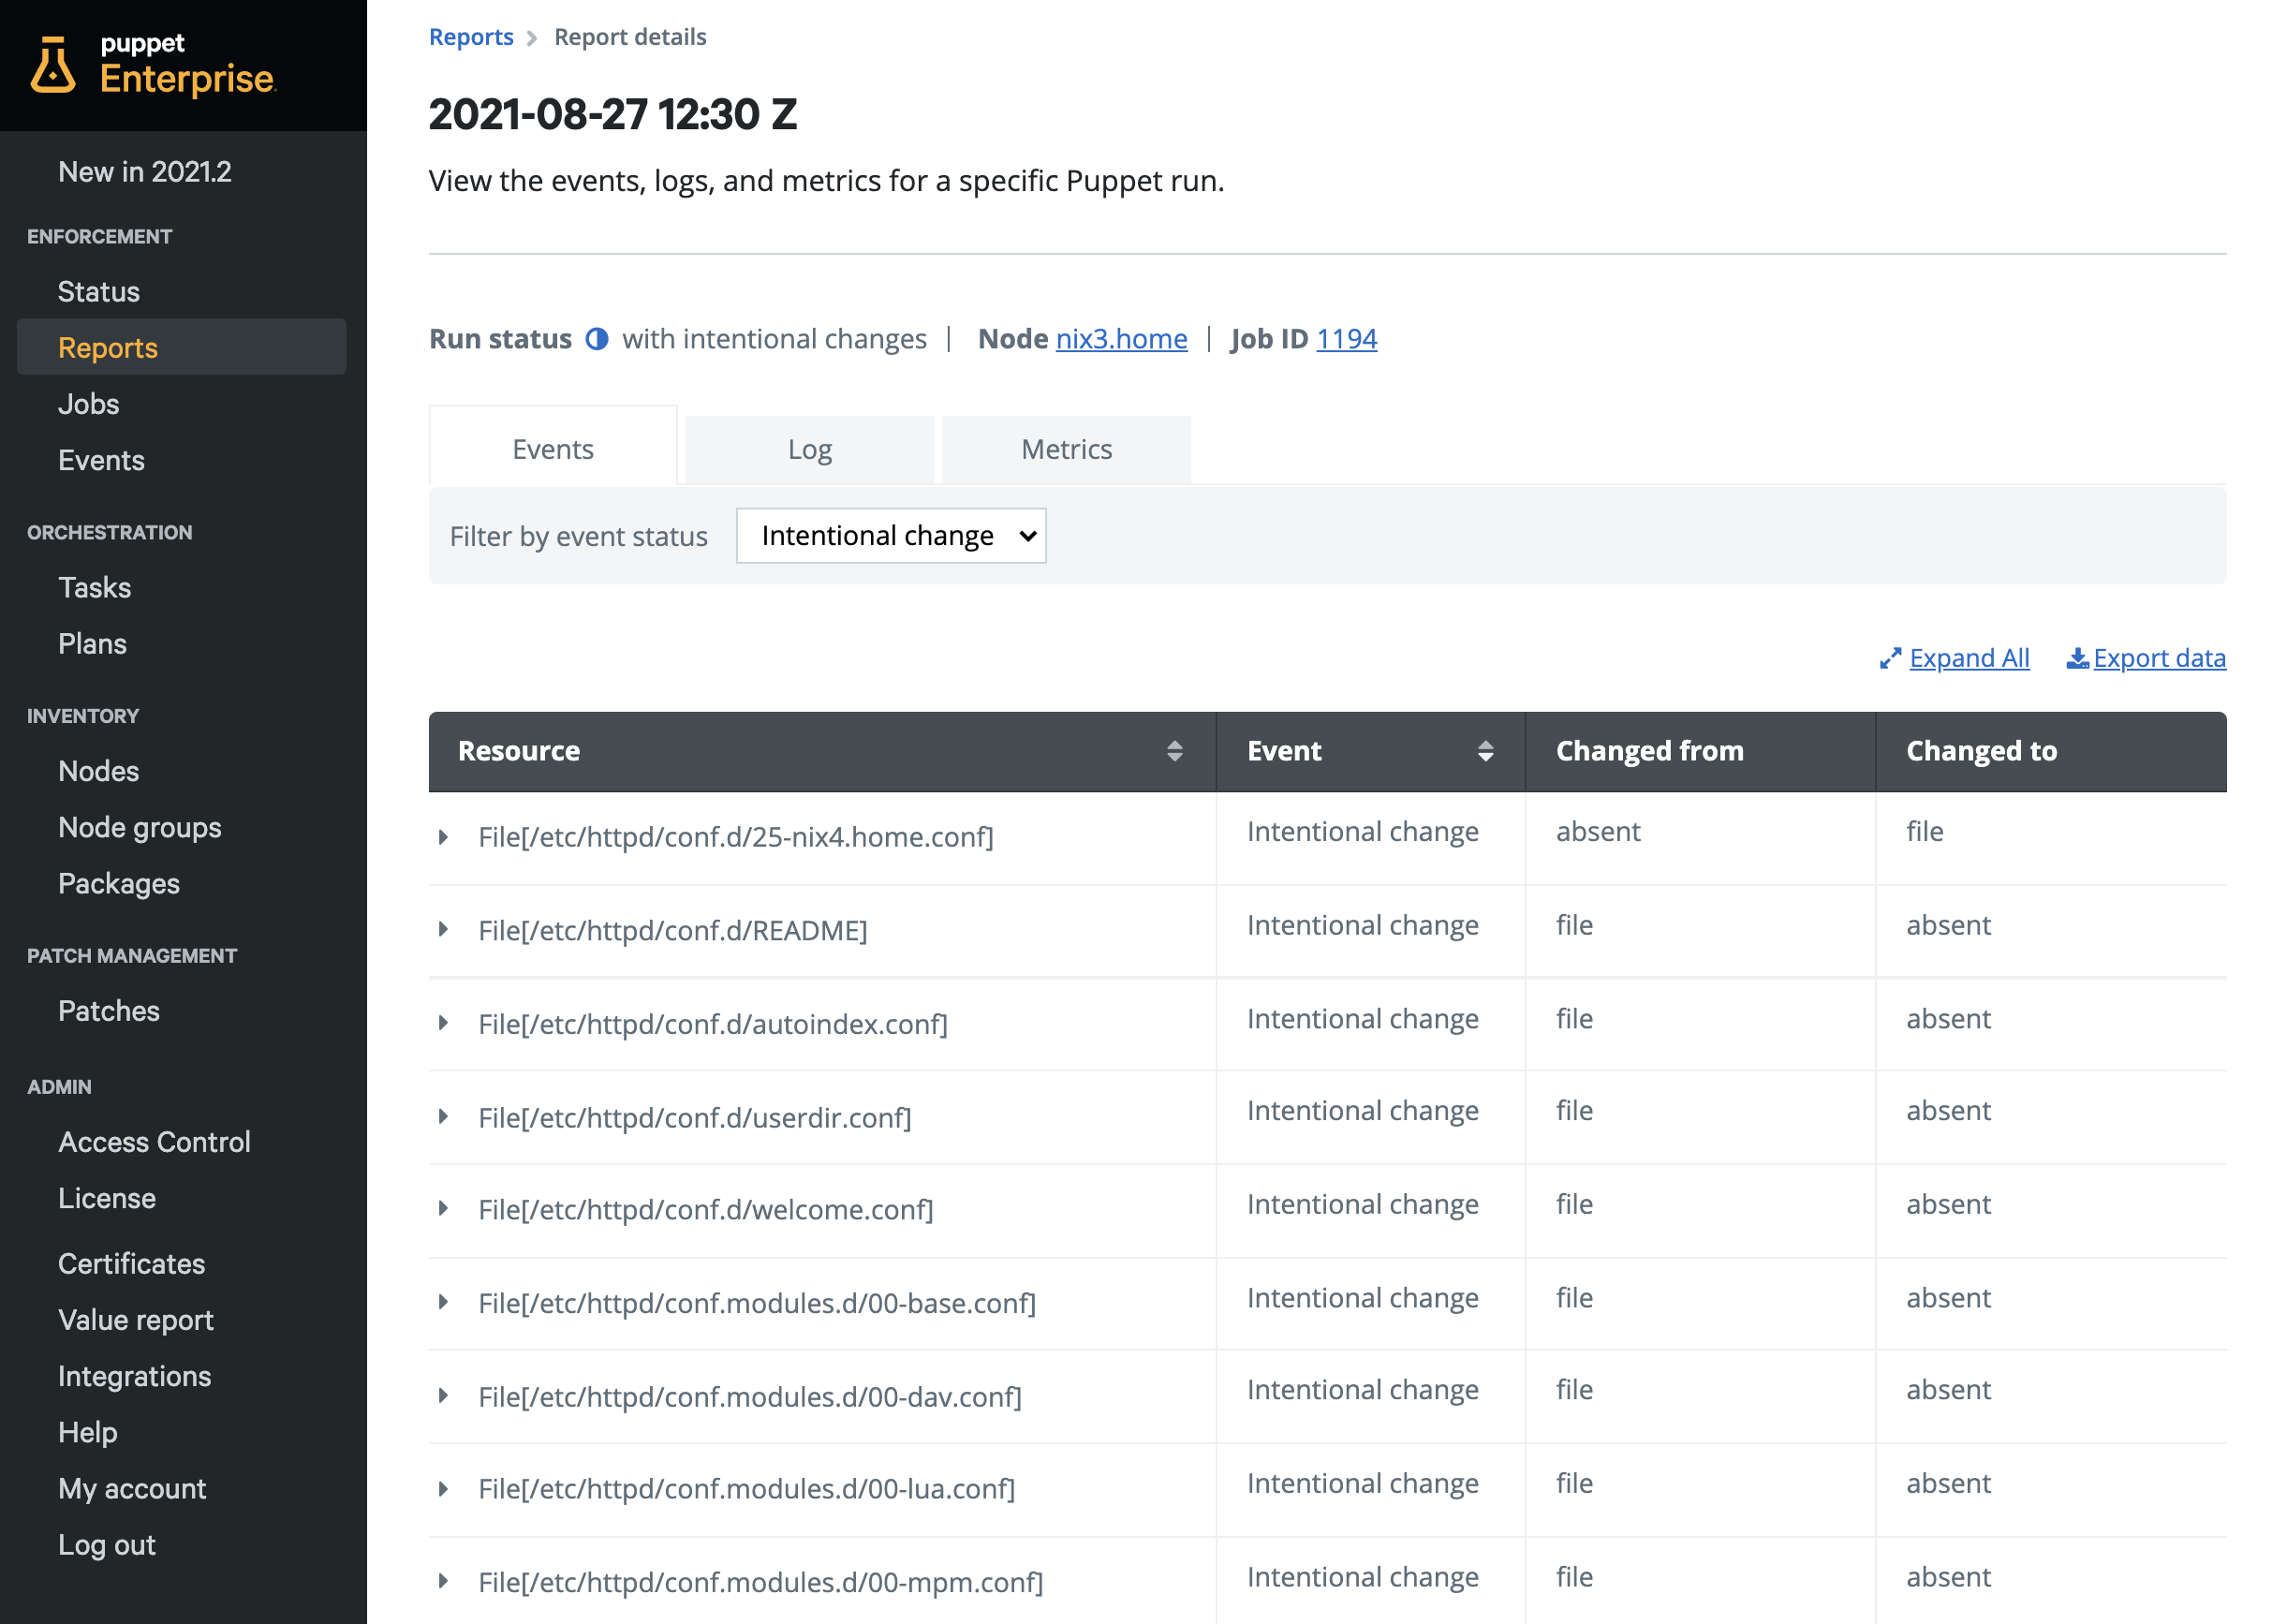 puppet
Enterprise
New in 2021.2
ENFORCEMENT
Status
Reports
Jobs
Events
ORCHESTRATION
Tasks
Plans
INVENTORY
Nodes
Node groups
Packages
PATCH MANAGEMENT
Patches
ADMIN
Access Control
License
Certificates
Value report
Integrations
Help
My account
Log out
Reports > Report details
2021-08-27 12:30 Z
View the events, logs, and metrics for a specific Puppet run.
Run status with intentional changes | Node nix3.home | Job ID 1194
Events Log Metrics
Filter by event status Intentional change
Expand All Export data
Resource Event Changed from Changed to
File[/etc/httpd/conf.d/25-nix4.home.conf] Intentional change absent file
File[/etc/httpd/conf.d/README] Intentional change file absent
File[/etc/httpd/conf.d/autoindex.conf] Intentional change file absent
File[/etc/httpd/conf.d/userdir.conf] Intentional change file absent
File[/etc/httpd/conf.d/welcome.conf] Intentional change file absent
File[/etc/httpd/conf.modules.d/00-base.conf] Intentional change file absent
File[/etc/httpd/conf.modules.d/00-dav.conf] Intentional change file absent
File[/etc/httpd/conf.modules.d/00-lua.conf] Intentional change file absent
File[/etc/httpd/conf.modules.d/00-mpm.conf] Intentional change file absent